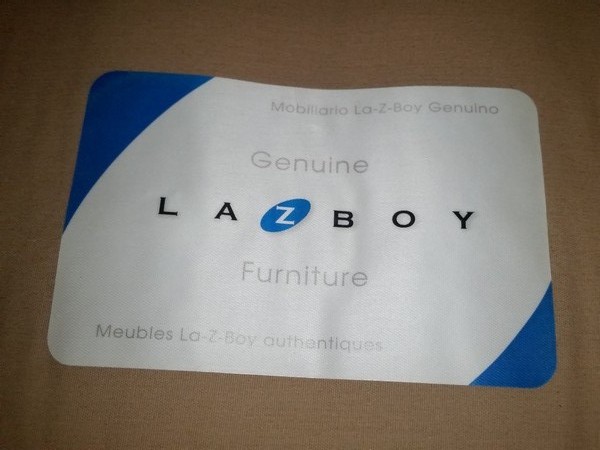 Mobiliario La-Z-Boy Genuino
Genuine
LAZBOY
Furniture
Meubles La-Z-Boy authentiques